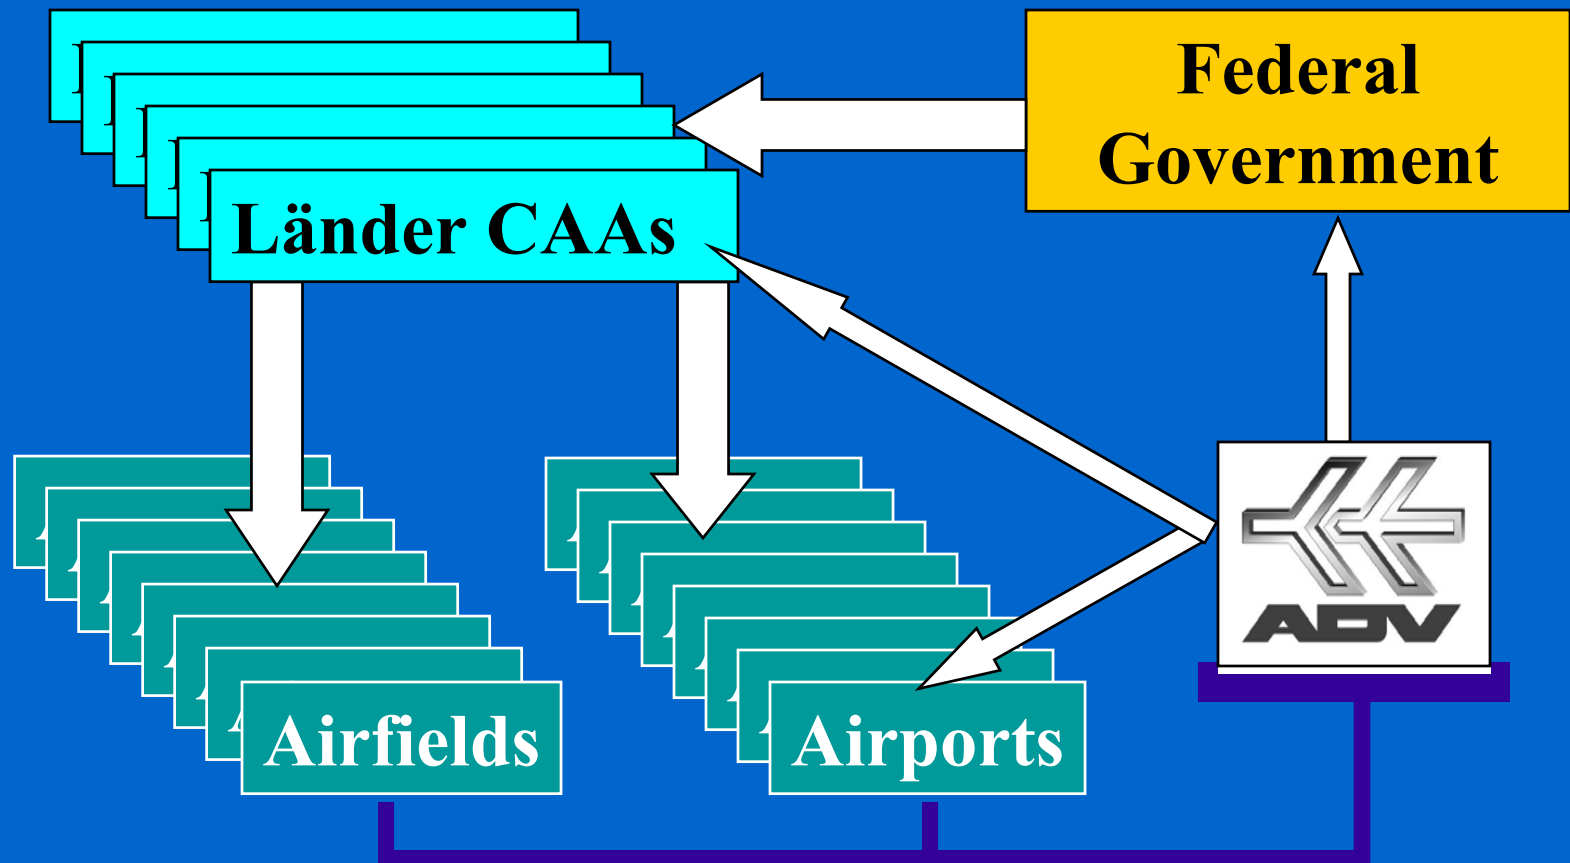 Federal
Government
Länder CAAs
ADV
Airfields
Airports